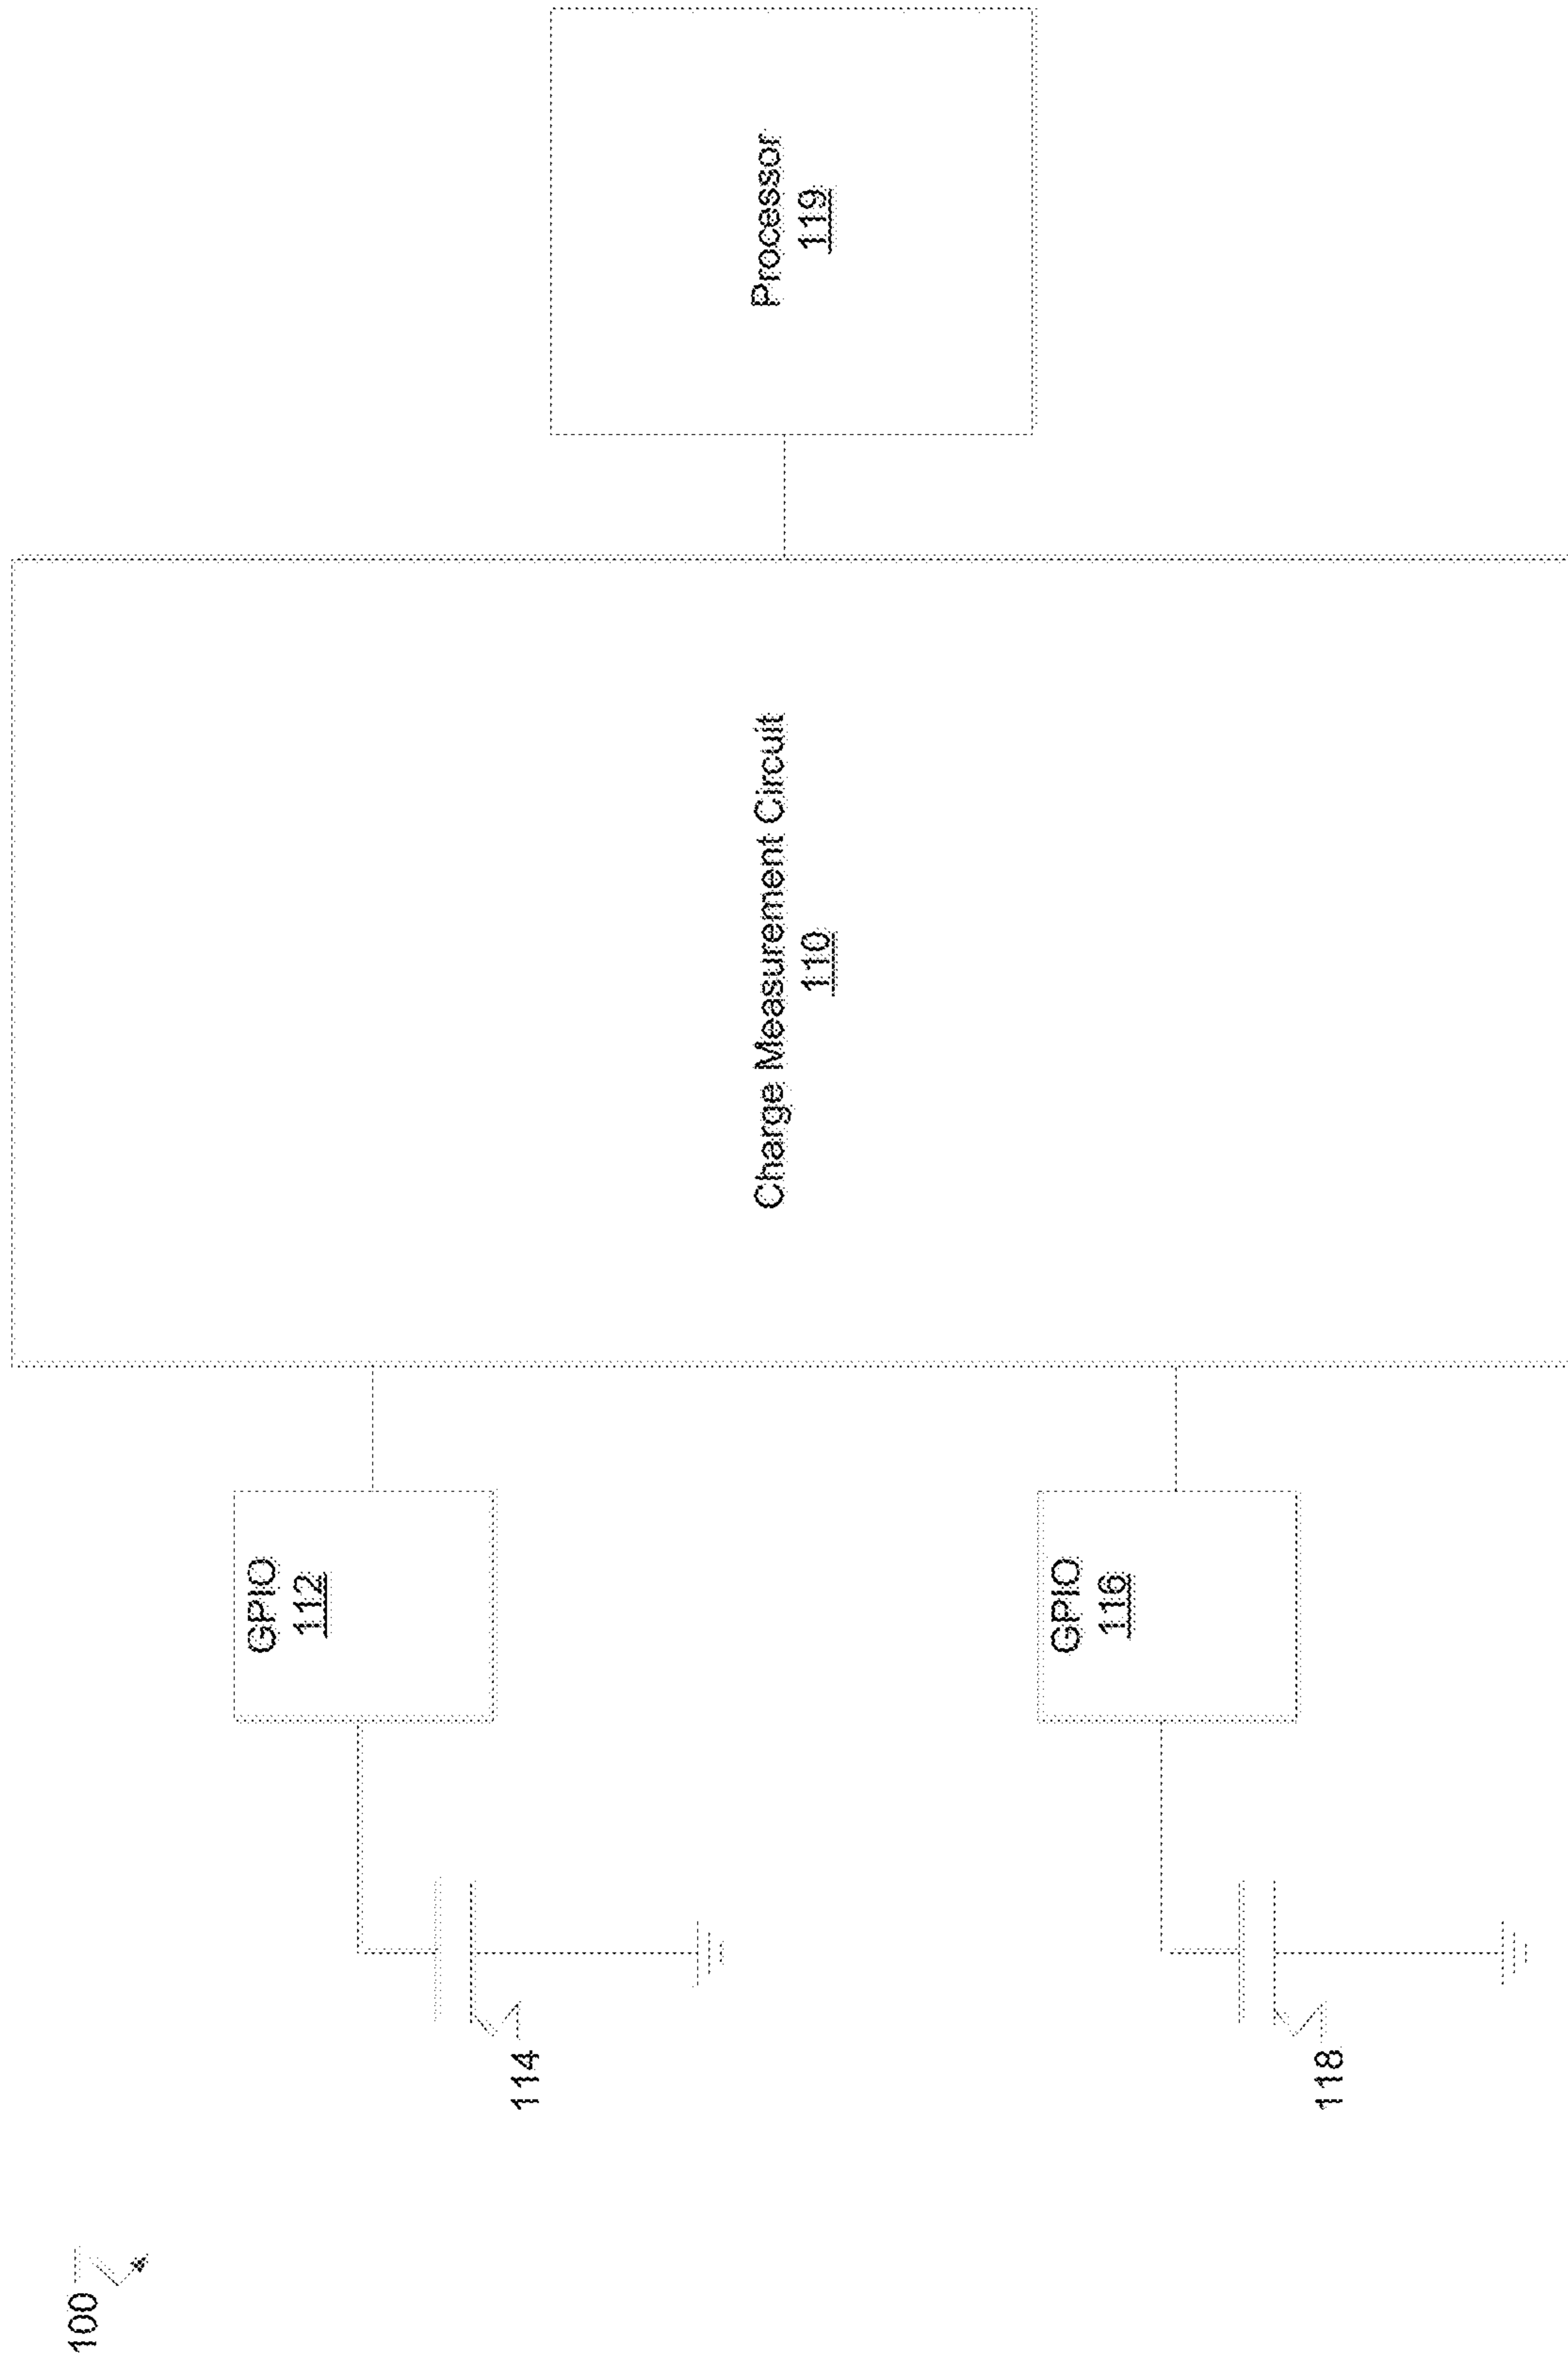 100
114
GPIO
112
118
GPIO
116
Charge Measurement Circuit
110
Processor
119